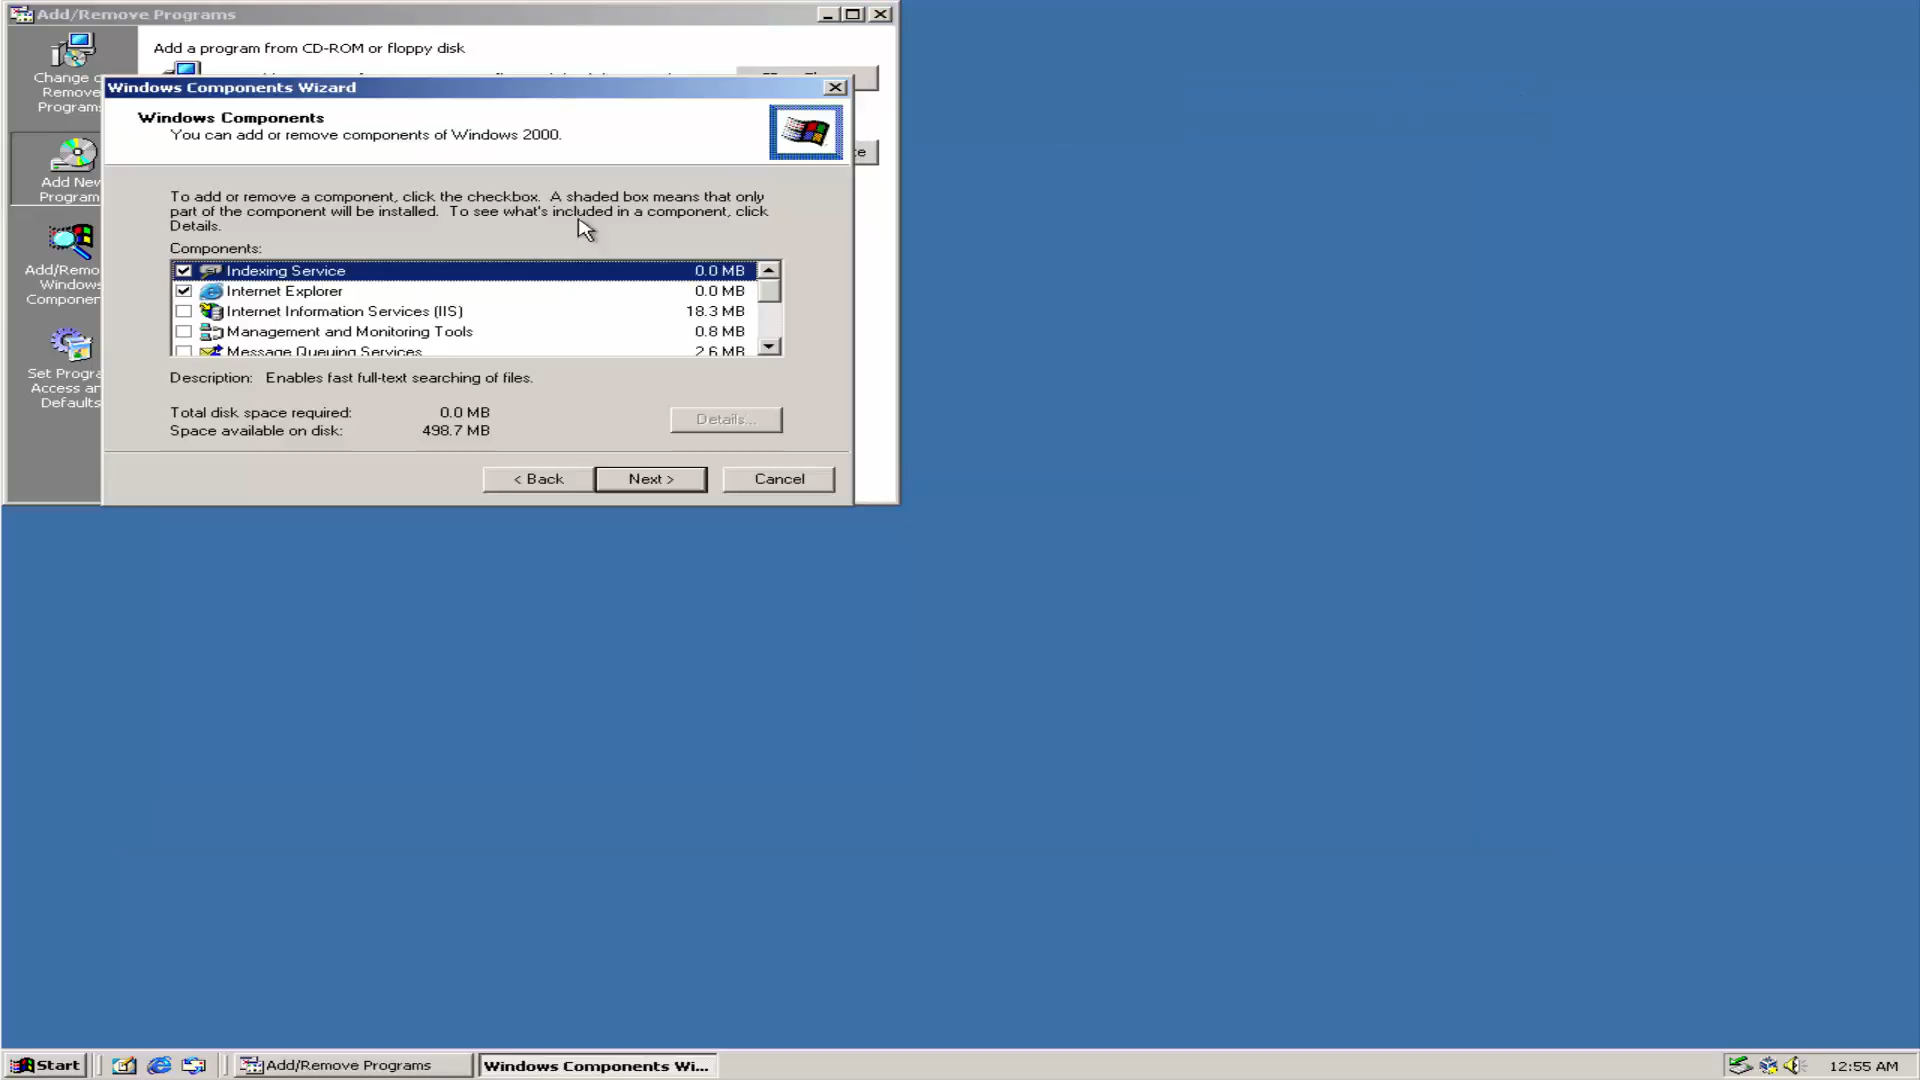 Add/Remove Programs
Add a program from CD-ROM or floppy disk
Change
Remove
Programs
Windows Components Wizard
Windows Components
You can add or remove components of Windows 2000.
Add New
Program
To add or remove a component, click the checkbox. A shaded box means that only
part of the component will be installed. To see what's included in a component, click
Details.
Components:
Indexing Service 0.0 MB
Internet Explorer 0.0 MB
Internet Information Services (IIS) 18.3 MB
Management and Monitoring Tools 0.8 MB
Message Queuing Services 2.6 MB
Add/Remo
Windows
Componen
Set Progra
Access an
Defaults
Description: Enables fast full-text searching of files.
Total disk space required: 0.0 MB
Space available on disk: 498.7 MB
Details...
< Back
Next >
Cancel
Start
Add/Remove Programs
Windows Components Wi...
12:55 AM